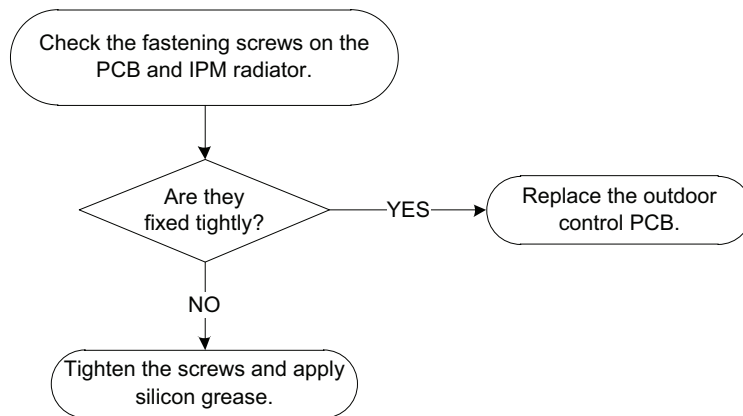 Check the fastening screws on the
PCB and IPM radiator.
Are they
fixed tightly?
YES
Replace the outdoor
control PCB.
NO
Tighten the screws and apply
silicon grease.